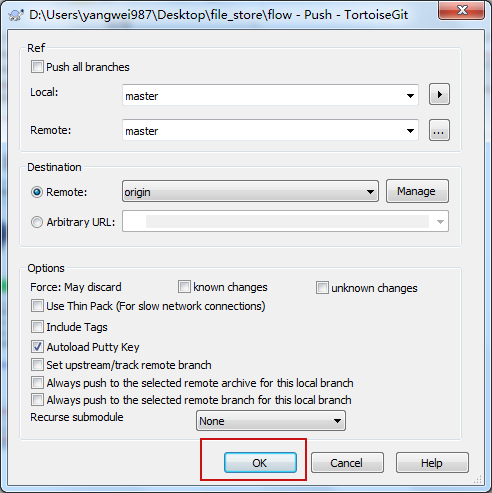 D:\Users\yangwei987\Desktop\file_store\flow - Push - TortoiseGit
Ref
Push all branches
Local: master
Remote: master ...
Destination
Remote: origin Manage
Arbitrary URL:
Options
Force: May discard known changes unknown changes
Use Thin Pack (For slow network connections)
Include Tags
Autoload Putty Key
Set upstream/track remote branch
Always push to the selected remote archive for this local branch
Always push to the selected remote branch for this local branch
Recurse submodule None
OK Cancel Help